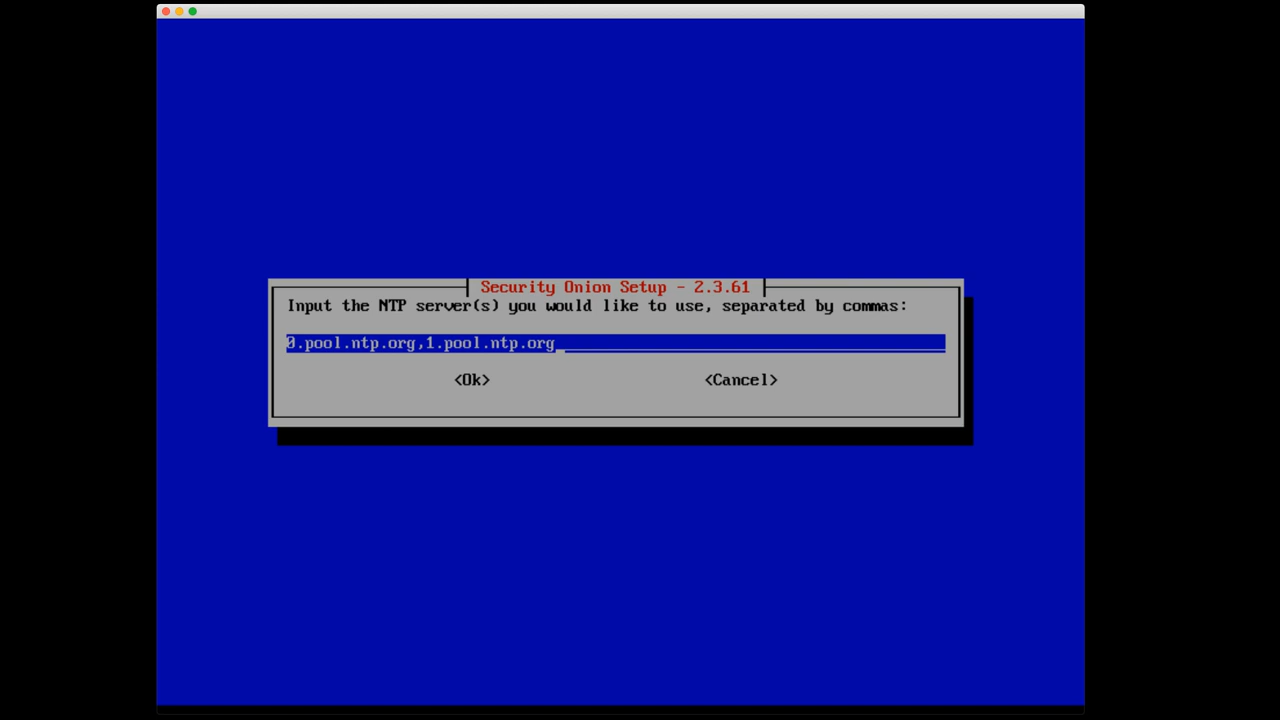 Security Onion Setup - 2.3.61
Input the NTP server(s) you would like to use, separated by commas:
0.pool.ntp.org,1.pool.ntp.org
<Ok> <Cancel>